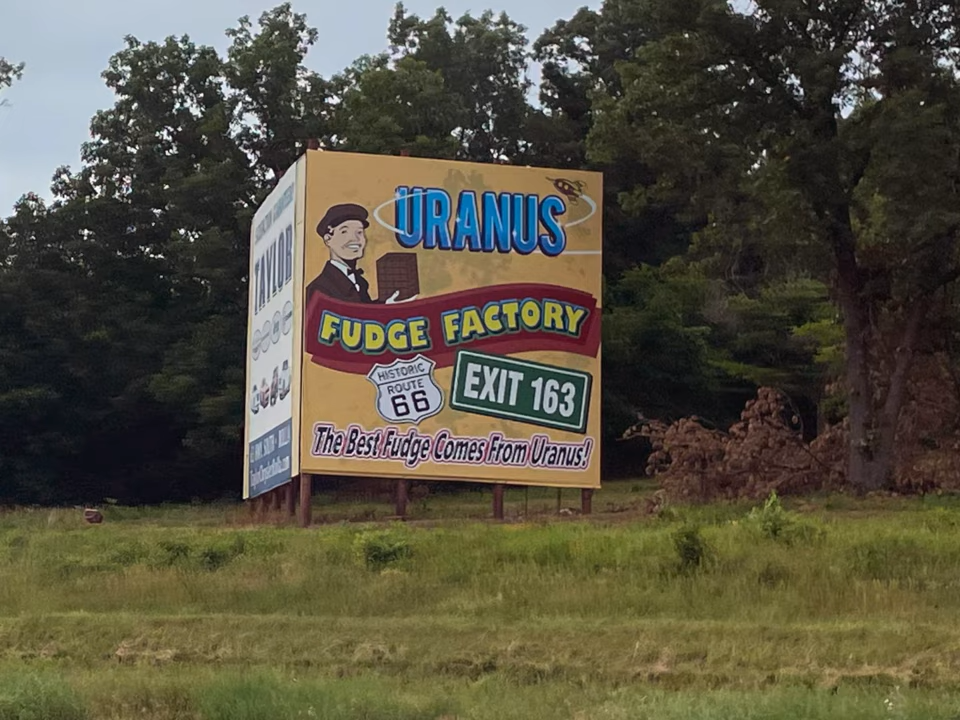 URANUS
FUDGE FACTORY
HISTORIC
ROUTE
66
EXIT 163
The Best Fudge Comes From Uranus!
TAYLOR